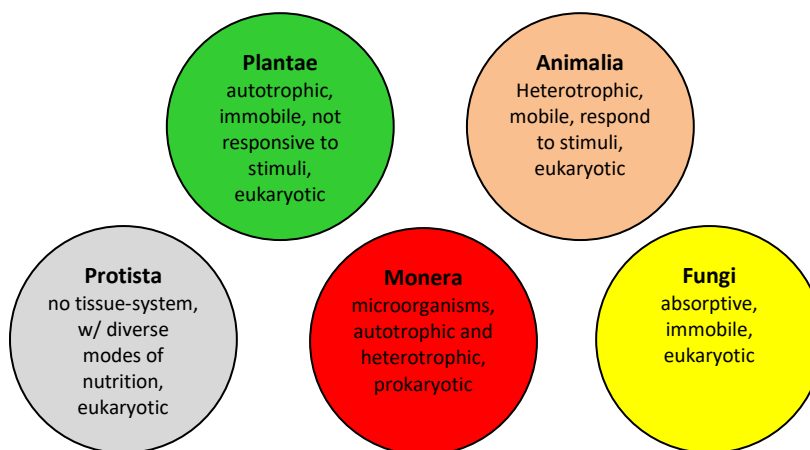 Plantae
autotrophic,
immobile, not
responsive to
stimuli,
eukaryotic
Animalia
Heterotrophic,
mobile, respond
to stimuli,
eukaryotic
Protista
no tissue-system,
w/ diverse
modes of
nutrition,
eukaryotic
Monera
microorganisms,
autotrophic and
heterotrophic,
prokaryotic
Fungi
absorptive,
immobile,
eukaryotic